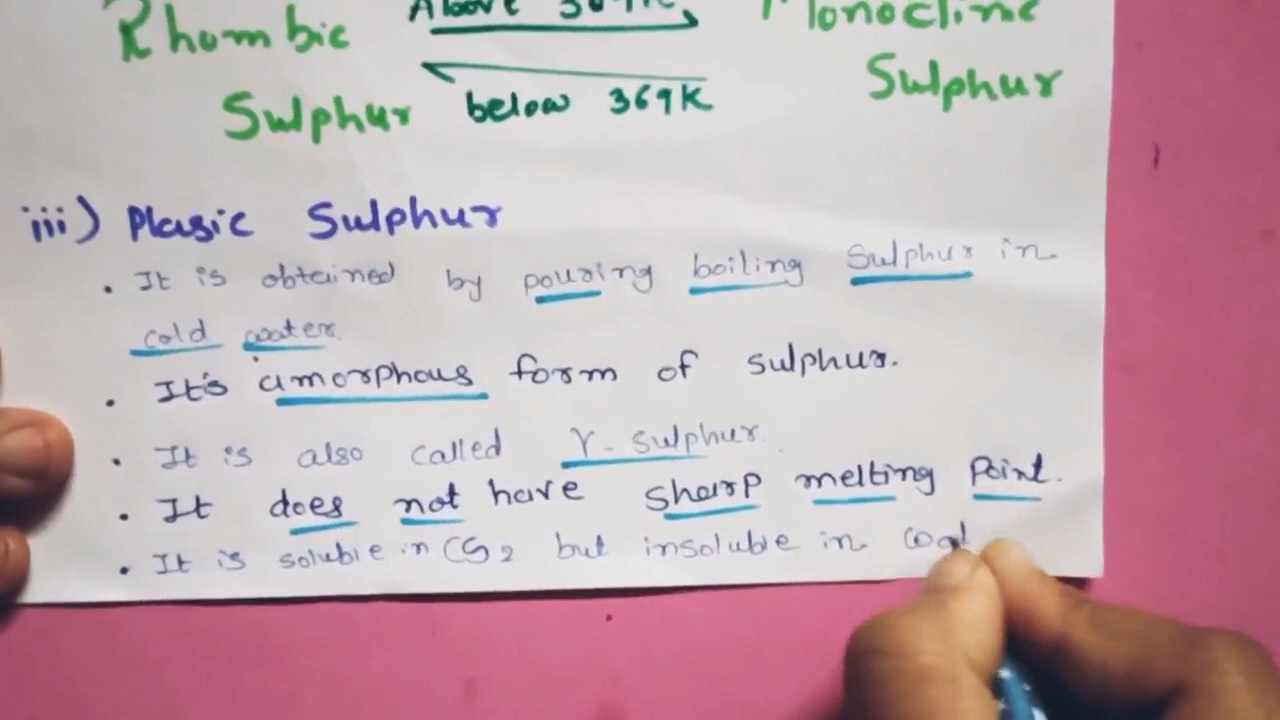 Rhombic Above 369K Monoclinic
Sulphur below 369K Sulphur
iii) Plasic Sulphur
• It is obtained by pouring boiling Sulphur in
cold water.
• It's amorphous form of sulphur.
• It is also called γ-sulphur.
• It does not have sharp melting Point.
• It is soluble in CS2 but insoluble in